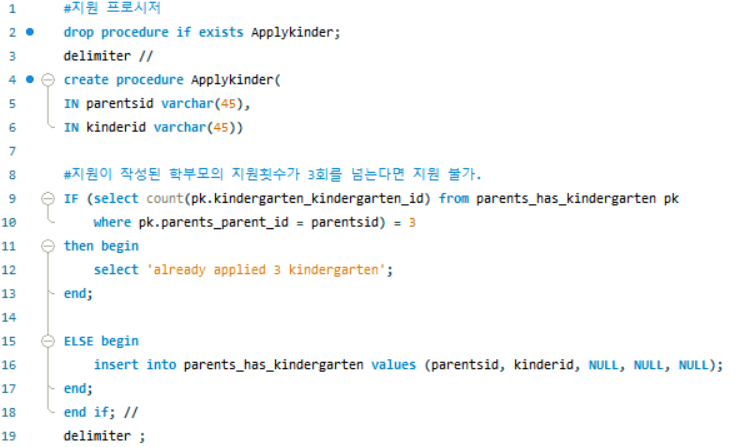 1 #지원 프로시저
2 drop procedure if exists Applykinder;
3 delimiter //
4 create procedure Applykinder(
5 IN parentsid varchar(45),
6 IN kinderid varchar(45))
7
8 #지원이 작성된 학부모의 지원횟수가 3회를 넘는다면 지원 불가.
9 IF (select count(pk.kindergarten_kindergarten_id) from parents_has_kindergarten pk
10 where pk.parents_parent_id = parentsid) = 3
11 then begin
12 select 'already applied 3 kindergarten';
13 end;
14
15 ELSE begin
16 insert into parents_has_kindergarten values (parentsid, kinderid, NULL, NULL, NULL);
17 end;
18 end if; //
19 delimiter ;